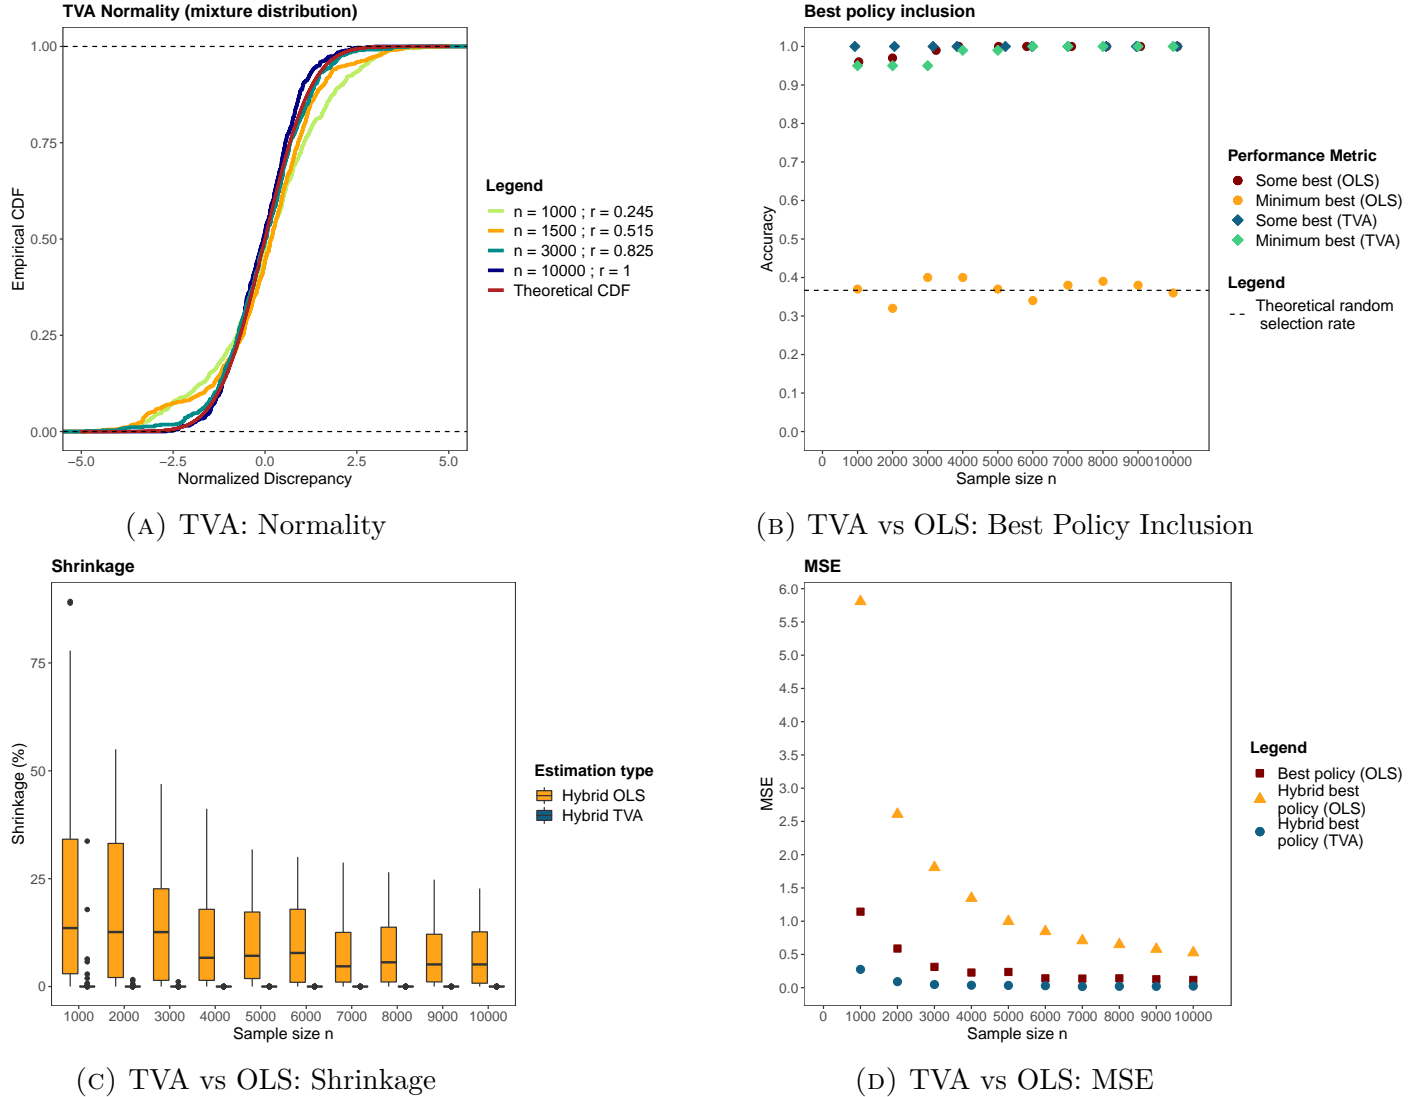 TVA Normality (mixture distribution)
1.00
0.75
0.50
0.25
0.00
Empirical CDF
−5.0 −2.5 0.0 2.5 5.0
Normalized Discrepancy
Legend
n = 1000 ; r = 0.245
n = 1500 ; r = 0.515
n = 3000 ; r = 0.825
n = 10000 ; r = 1
Theoretical CDF
(A) TVA: Normality
Best policy inclusion
1.0
0.9
0.8
0.7
0.6
0.5
0.4
0.3
0.2
0.1
0.0
Accuracy
0 1000 2000 3000 4000 5000 6000 7000 8000 9000 10000
Sample size n
Performance Metric
Some best (OLS)
Minimum best (OLS)
Some best (TVA)
Minimum best (TVA)
Legend
Theoretical random
selection rate
(B) TVA vs OLS: Best Policy Inclusion
Shrinkage
75
50
25
0
Shrinkage (%)
1000 2000 3000 4000 5000 6000 7000 8000 9000 10000
Sample size n
Estimation type
Hybrid OLS
Hybrid TVA
(C) TVA vs OLS: Shrinkage
MSE
6.0
5.5
5.0
4.5
4.0
3.5
3.0
2.5
2.0
1.5
1.0
0.5
0.0
MSE
0 1000 2000 3000 4000 5000 6000 7000 8000 9000 10000
Sample size n
Legend
Best policy (OLS)
Hybrid best
policy (OLS)
Hybrid best
policy (TVA)
(D) TVA vs OLS: MSE